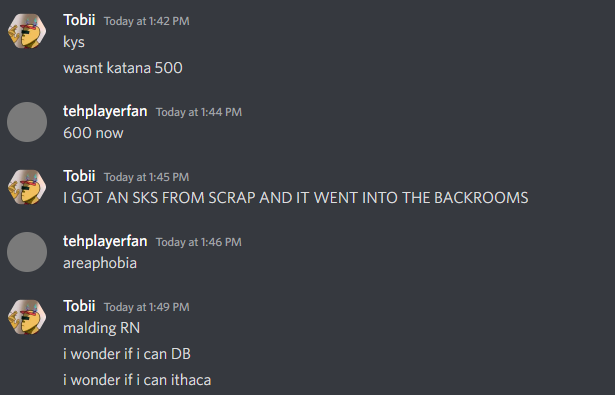 Tobii Today at 1:42 PM
kys
wasnt katana 500
tehplayerfan Today at 1:44 PM
600 now
Tobii Today at 1:45 PM
I GOT AN SKS FROM SCRAP AND IT WENT INTO THE BACKROOMS
tehplayerfan Today at 1:46 PM
areaphobia
Tobii Today at 1:49 PM
malding RN
i wonder if i can DB
i wonder if i can ithaca